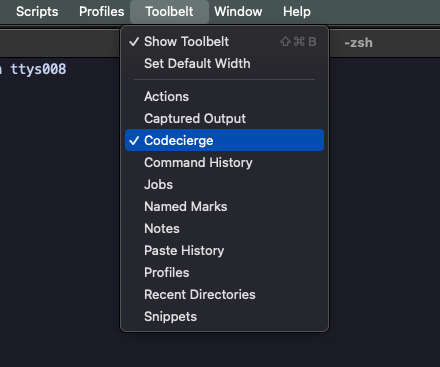 Scripts Profiles Toolbelt Window Help
✓ Show Toolbelt ⇧⌘B
-zsh
Set Default Width
ttys008
Actions
Captured Output
✓ Codecierge
Command History
Jobs
Named Marks
Notes
Paste History
Profiles
Recent Directories
Snippets